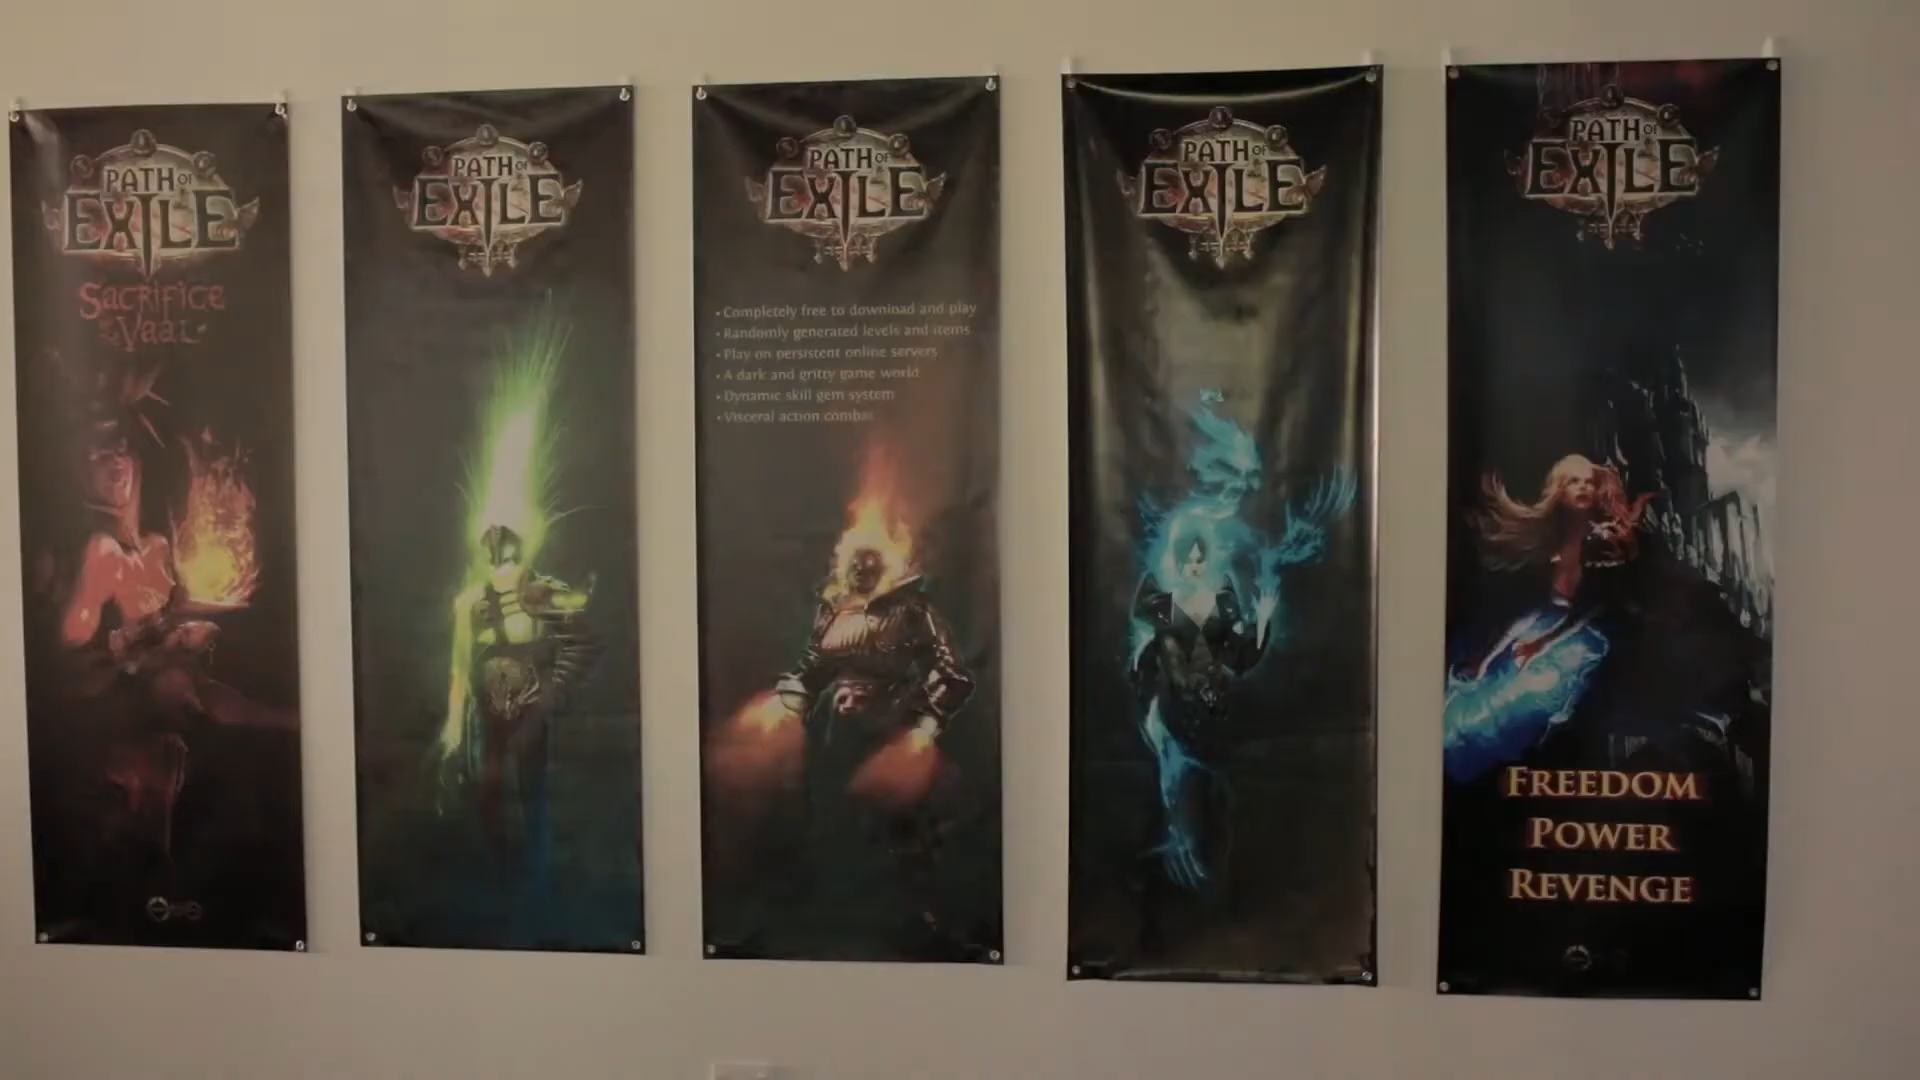 PATH OF
EXILE
SACRIFICE
OF THE
VAAL
PATH OF
EXILE
PATH OF
EXILE
• Completely free to download and play
• Randomly generated levels and items
• Play on persistent online servers
• A dark and gritty game world
• Dynamic skill gem system
• Visceral action combat
PATH OF
EXILE
PATH OF
EXILE
FREEDOM
POWER
REVENGE